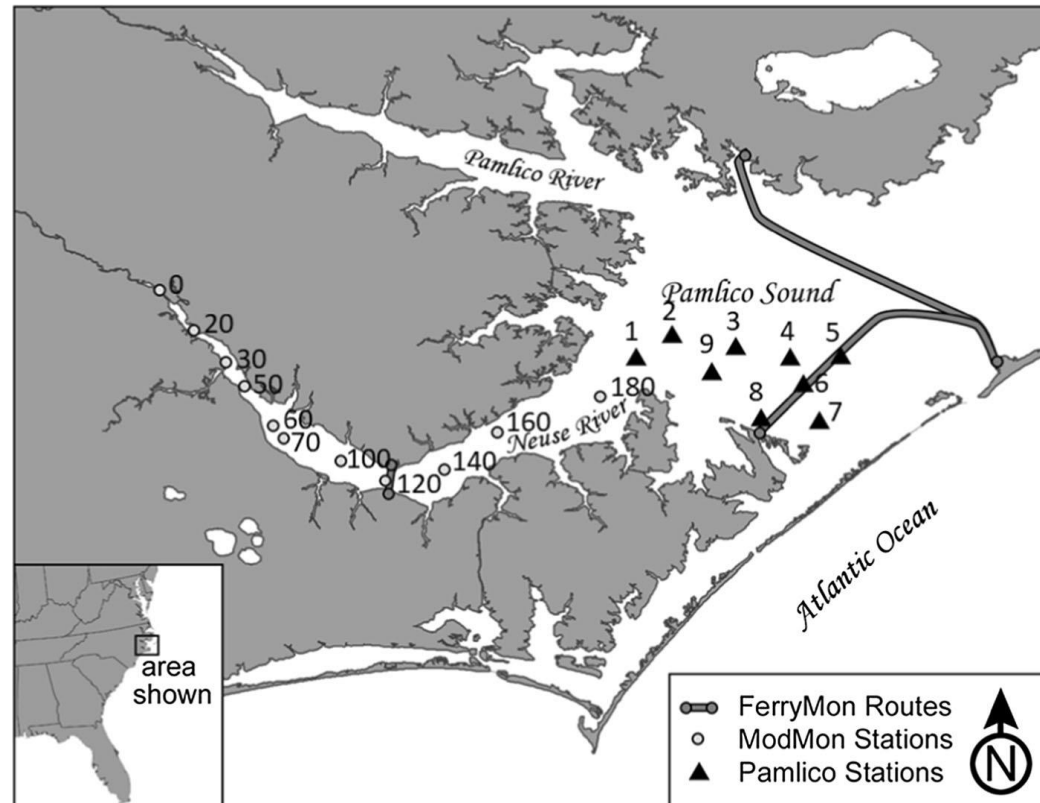 Pamlico River
0
20
30
50
60
70
100
120
140
160
180
Neuse River
Pamlico Sound
1
2
3
4
5
6
7
8
9
Atlantic Ocean
area
shown
FerryMon Routes
ModMon Stations
Pamlico Stations
N